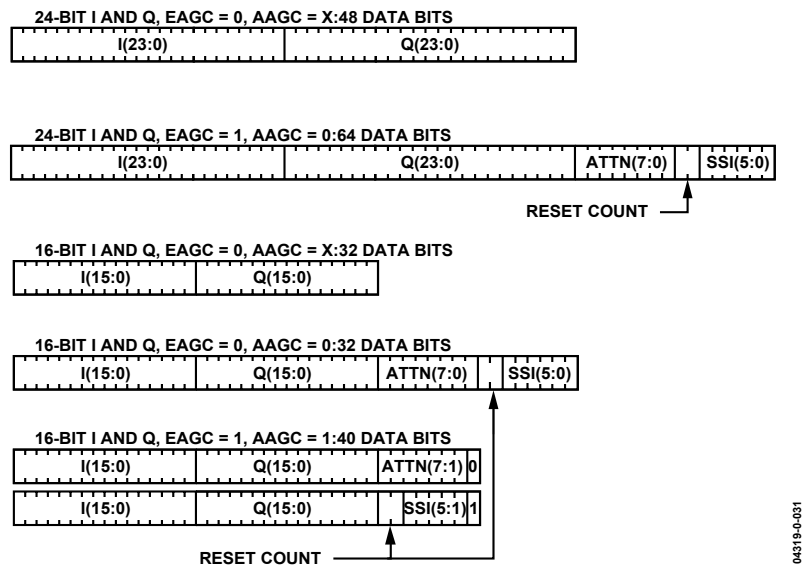 24-BIT I AND Q, EAGC = 0, AAGC = X:48 DATA BITS
I(23:0) Q(23:0)
24-BIT I AND Q, EAGC = 1, AAGC = 0:64 DATA BITS
I(23:0) Q(23:0) ATTN(7:0) SSI(5:0)
RESET COUNT
16-BIT I AND Q, EAGC = 0, AAGC = X:32 DATA BITS
I(15:0) Q(15:0)
16-BIT I AND Q, EAGC = 0, AAGC = 0:32 DATA BITS
I(15:0) Q(15:0) ATTN(7:0) SSI(5:0)
16-BIT I AND Q, EAGC = 1, AAGC = 1:40 DATA BITS
I(15:0) Q(15:0) ATTN(7:1) 0
I(15:0) Q(15:0) SSI(5:1) 1
RESET COUNT
04319-0-031